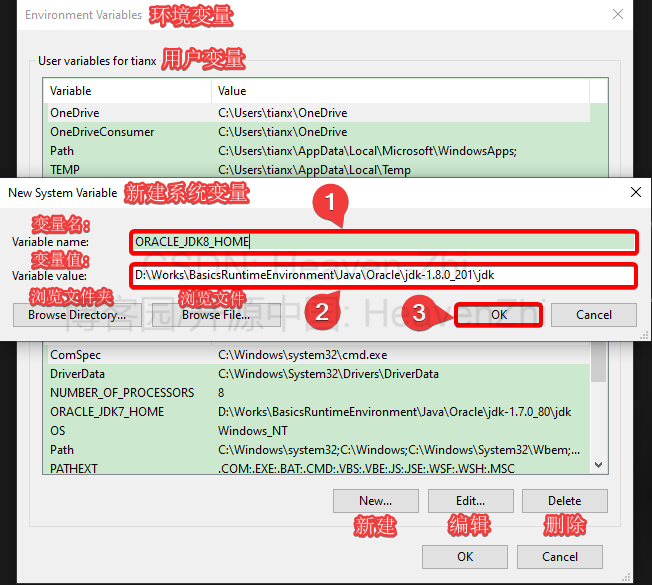 Environment Variables 环境变量
User variables for tianx 用户变量
Variable Value
OneDrive C:\Users\tianx\OneDrive
OneDriveConsumer C:\Users\tianx\OneDrive
Path C:\Users\tianx\AppData\Local\Microsoft\WindowsApps;
TEMP C:\Users\tianx\AppData\Local\Temp
New System Variable 新建系统变量
1
变量名:
Variable name: ORACLE_JDK8_HOME
CSDN: Heaven Zhi
变量值:
Variable value: D:\Works\BasicsRuntimeEnvironment\Java\Oracle\jdk-1.8.0_201\jdk
浏览文件夹 浏览文件
Browse Directory... Browse File... 2 3 OK Cancel
博客园/开源中国: HeavenZhi
ComSpec C:\Windows\system32\cmd.exe
DriverData C:\Windows\System32\Drivers\DriverData
NUMBER_OF_PROCESSORS 8
ORACLE_JDK7_HOME D:\Works\BasicsRuntimeEnvironment\Java\Oracle\jdk-1.7.0_80\jdk
OS Windows_NT
Path C:\Windows\system32;C:\Windows;C:\Windows\System32\Wbem;...
PATHEXT .COM;.EXE;.BAT;.CMD;.VBS;.VBE;.JS;.JSE;.WSF;.WSH;.MSC
New... Edit... Delete
新建 编辑 删除
OK Cancel